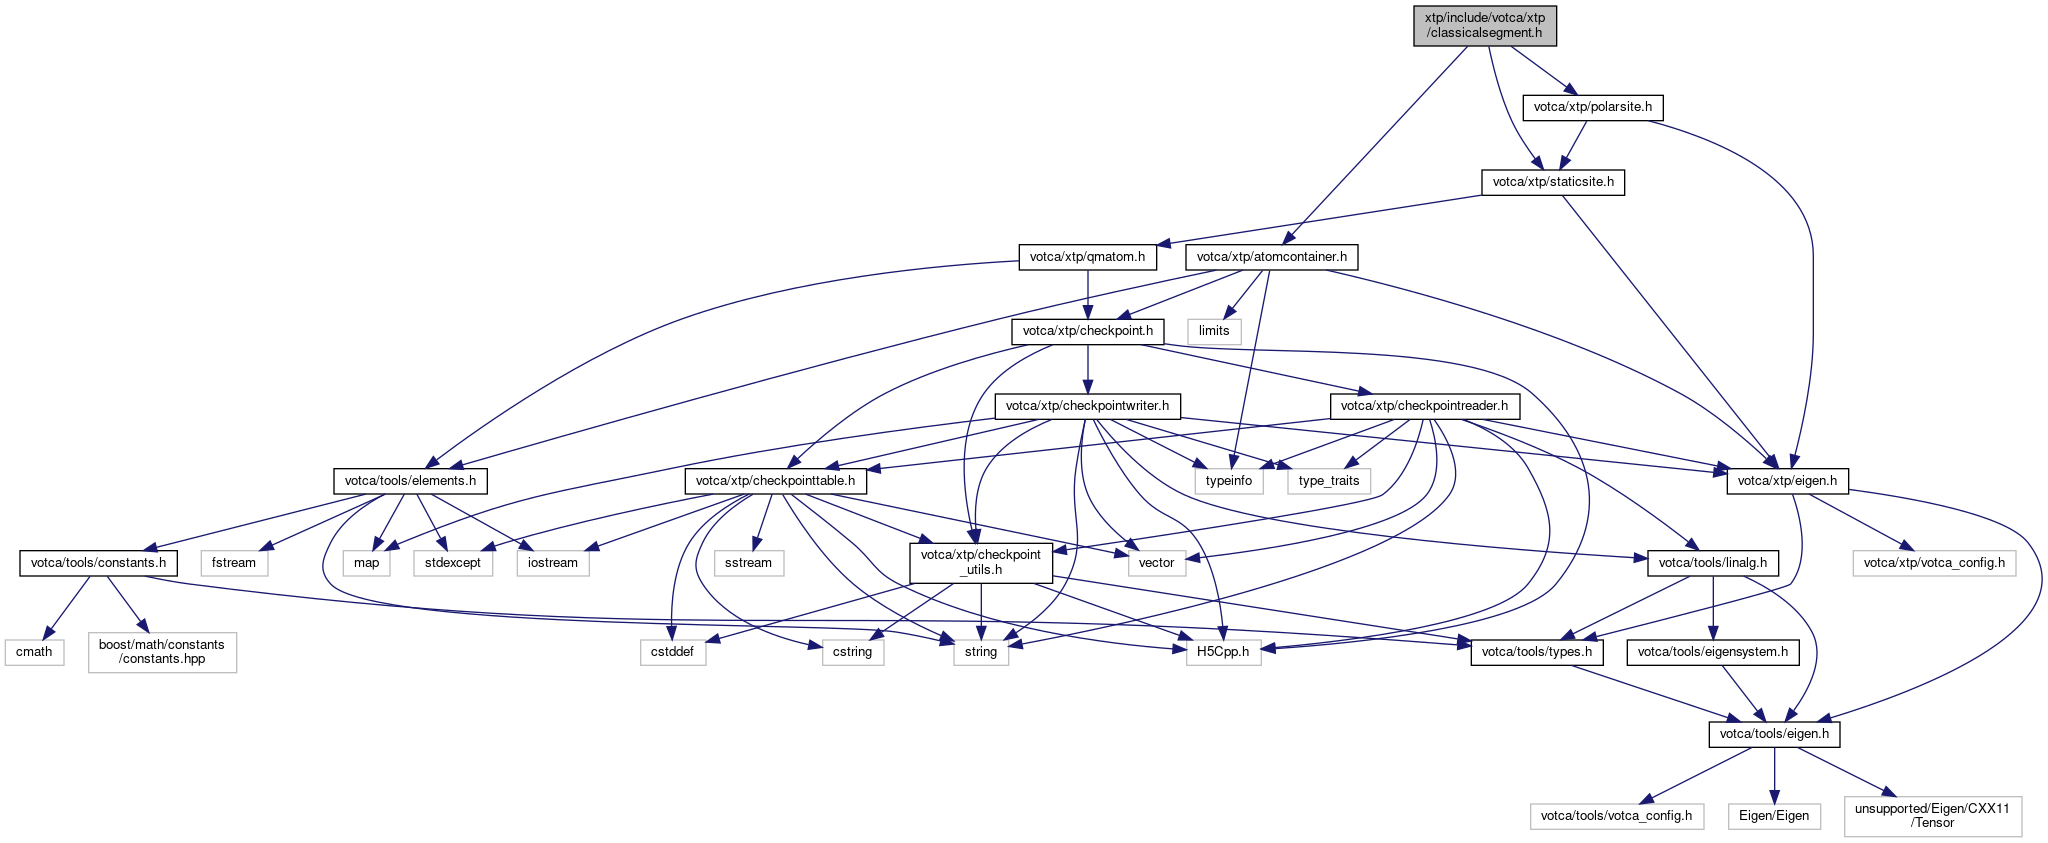 xtp/include/votca/xtp
/classicalsegment.h
votca/xtp/polarsite.h
votca/xtp/staticsite.h
votca/xtp/qmatom.h
votca/xtp/atomcontainer.h
votca/xtp/checkpoint.h
limits
votca/xtp/checkpointwriter.h
votca/xtp/checkpointreader.h
votca/tools/elements.h
votca/xtp/checkpointtable.h
typeinfo
type_traits
votca/xtp/eigen.h
votca/tools/constants.h
fstream
map
stdexcept
iostream
sstream
votca/xtp/checkpoint
_utils.h
vector
votca/tools/linalg.h
votca/xtp/votca_config.h
cmath
boost/math/constants
/constants.hpp
cstddef
cstring
string
H5Cpp.h
votca/tools/types.h
votca/tools/eigensystem.h
votca/tools/eigen.h
votca/tools/votca_config.h
Eigen/Eigen
unsupported/Eigen/CXX11
/Tensor